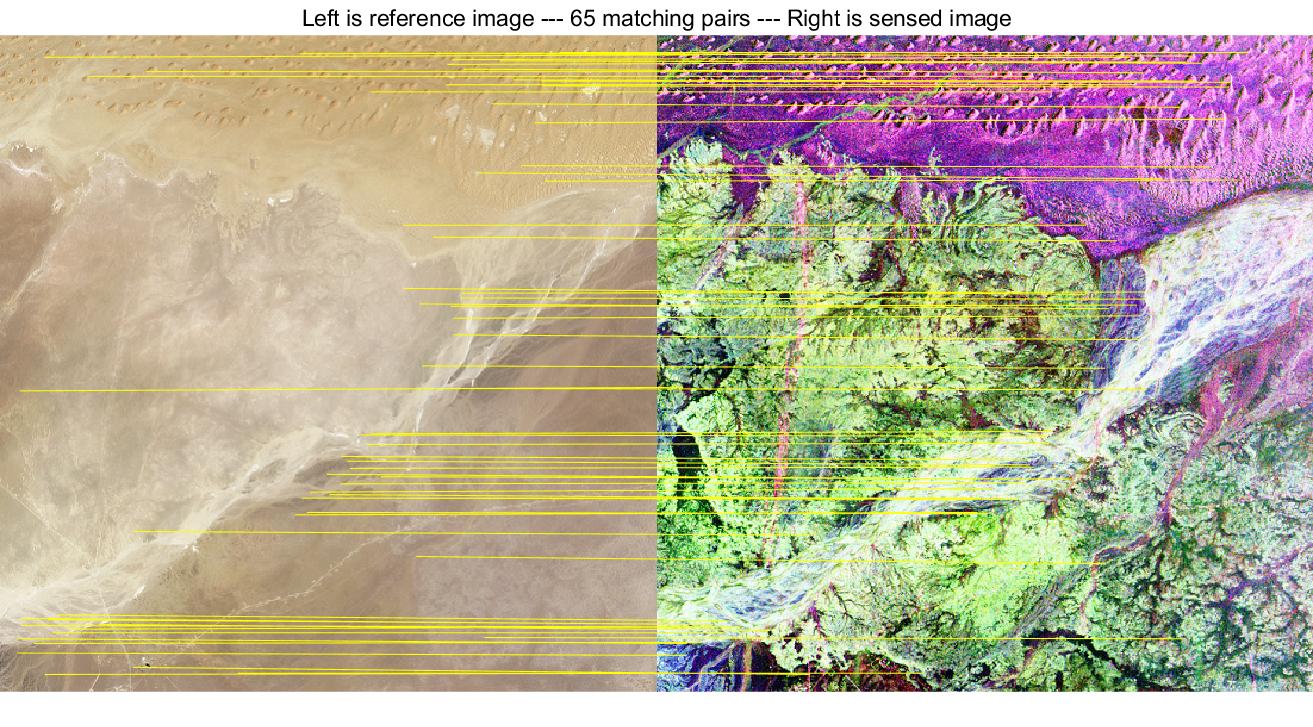 Left is reference image --- 65 matching pairs --- Right is sensed image